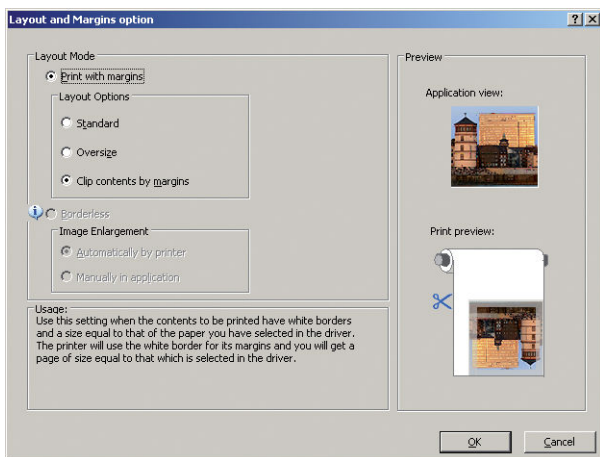 Layout and Margins option
Layout Mode
Print with margins
Layout Options
Standard
Oversize
Clip contents by margins
Borderless
Image Enlargement
Automatically by printer
Manually in application
Usage:
Use this setting when the contents to be printed have white borders
and a size equal to that of the paper you have selected in the driver.
The printer will use the white border for its margins and you will get a
page of size equal to that which is selected in the driver.
Preview
Application view:
Print preview:
OK
Cancel